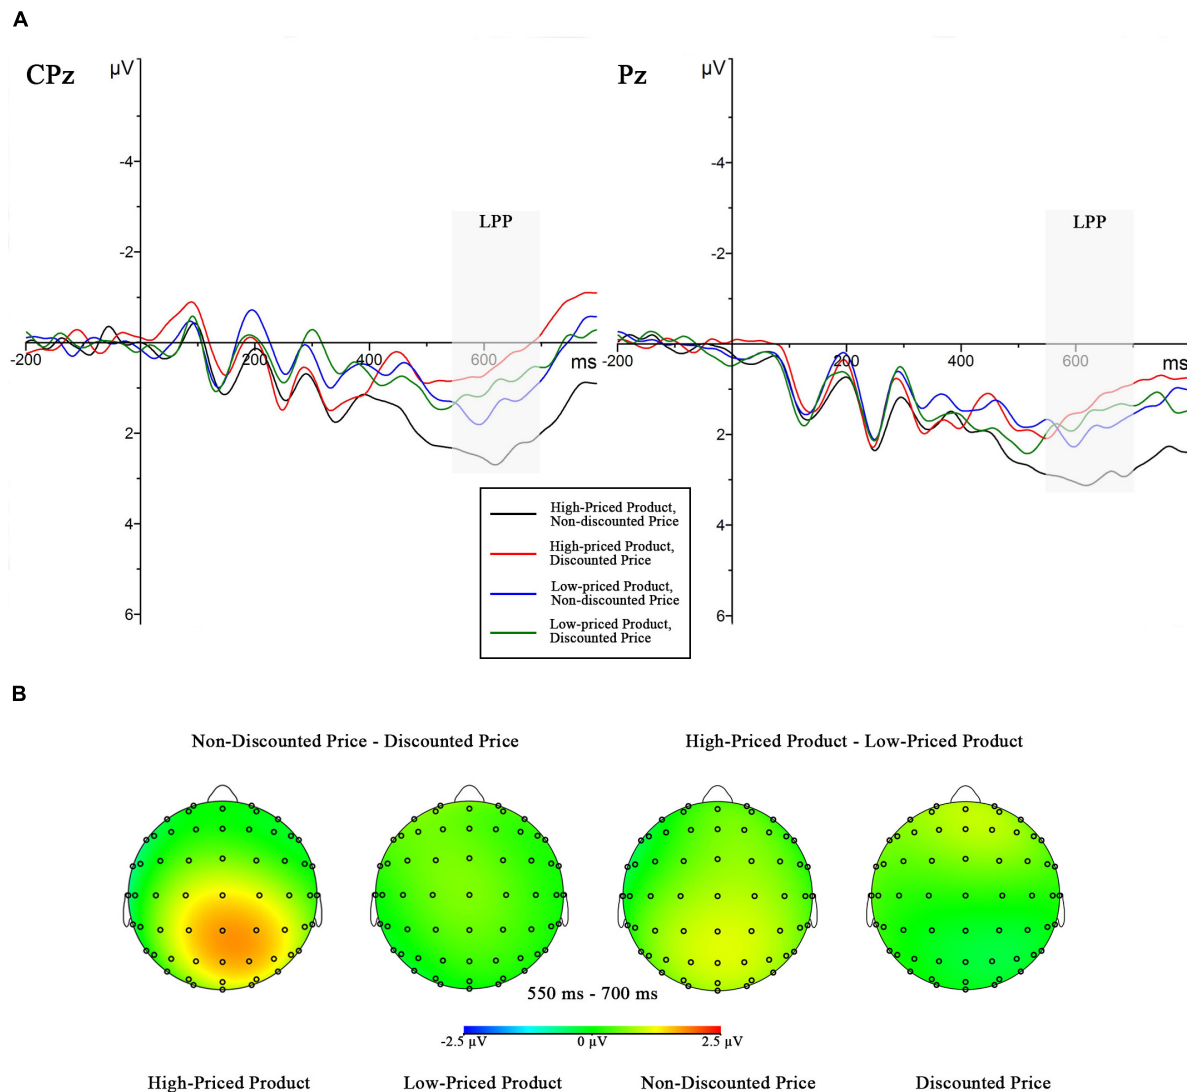 A
CPz
µV
-4
-2
2
4
6
-200
200
400
600
ms
LPP
Pz
µV
-4
-2
2
4
6
-200
200
400
600
ms
LPP
High-Priced Product,
Non-discounted Price
High-priced Product,
Discounted Price
Low-priced Product,
Non-discounted Price
Low-priced Product,
Discounted Price
B
Non-Discounted Price - Discounted Price
High-Priced Product - Low-Priced Product
550 ms - 700 ms
-2.5 µV
0 µV
2.5 µV
High-Priced Product
Low-Priced Product
Non-Discounted Price
Discounted Price